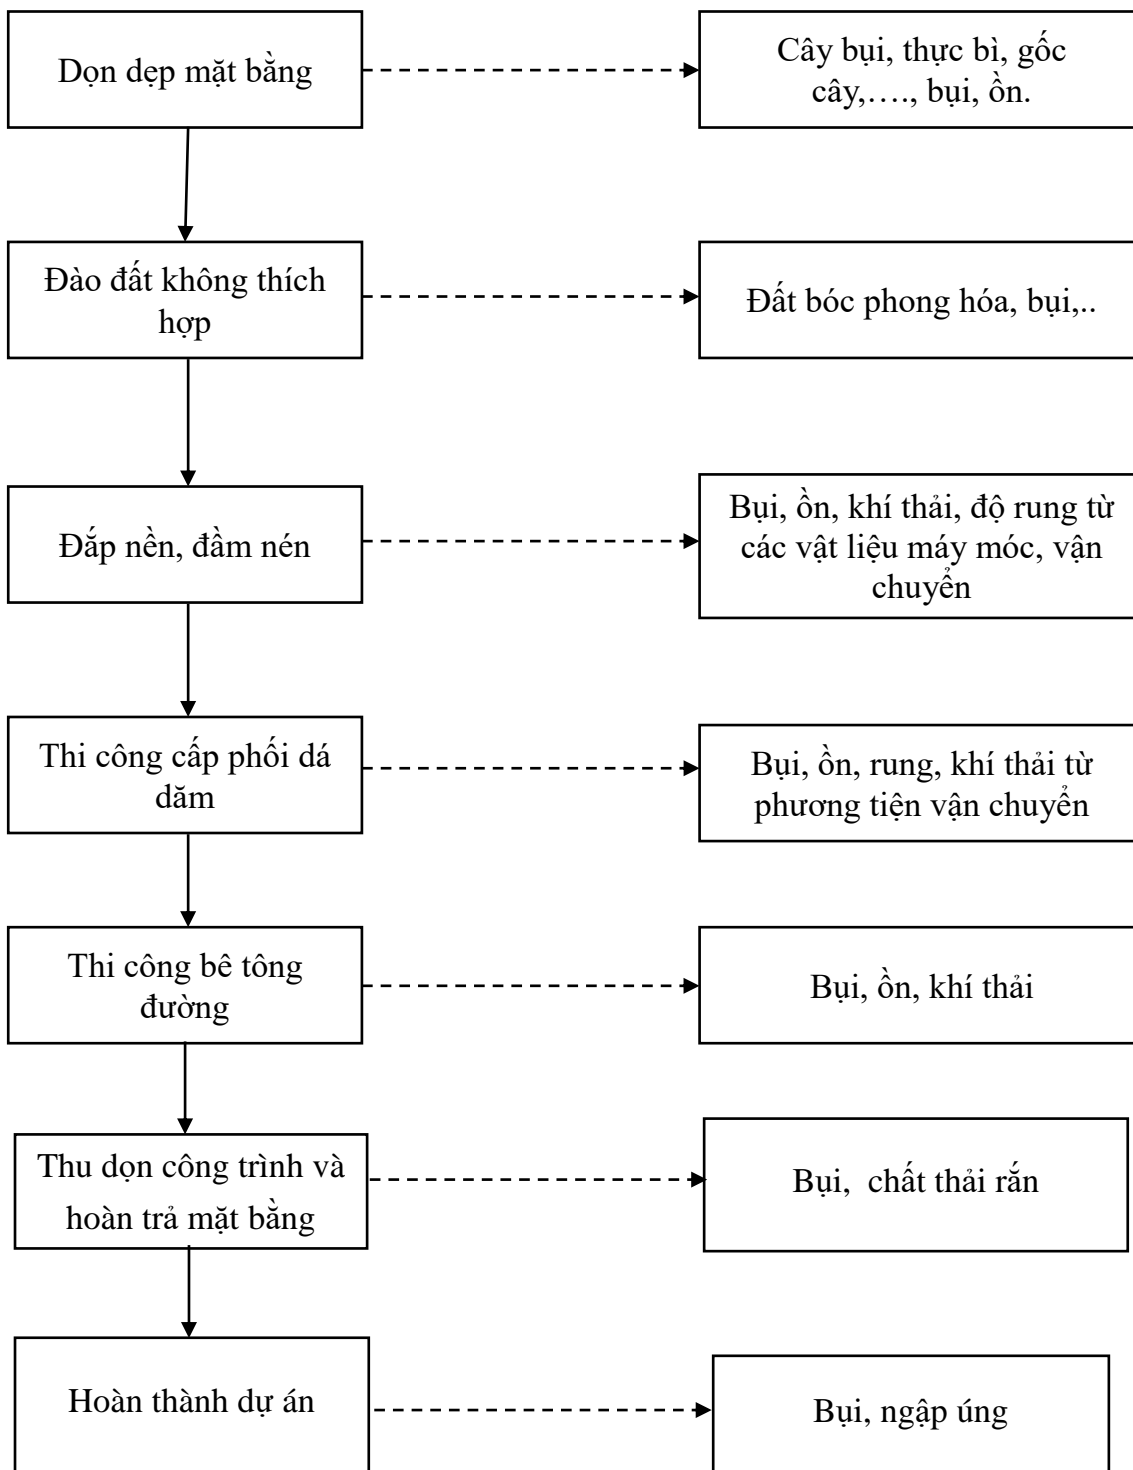 Dọn dẹp mặt bằng
Cây bụi, thực bì, gốc
cây,…., bụi, ồn.
Đào đất không thích
hợp
Đất bóc phong hóa, bụi,..
Đắp nền, đầm nén
Bụi, ồn, khí thải, độ rung từ
các vật liệu máy móc, vận
chuyển
Thi công cấp phối dá
dăm
Bụi, ồn, rung, khí thải từ
phương tiện vận chuyển
Thi công bê tông
đường
Bụi, ồn, khí thải
Thu dọn công trình và
hoàn trả mặt bằng
Bụi,  chất thải rắn
Hoàn thành dự án
Bụi, ngập úng